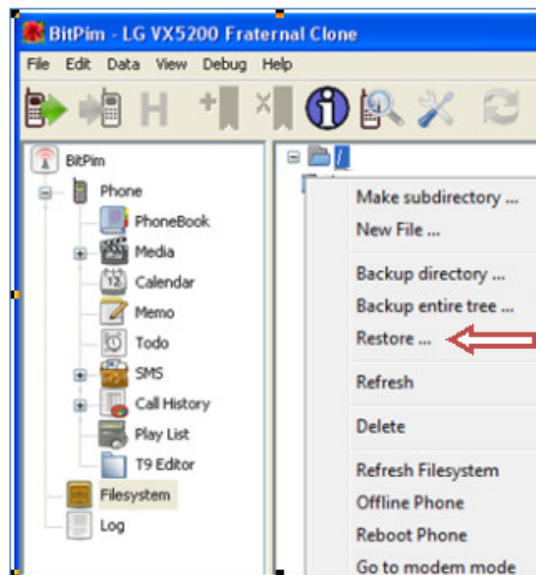 BitPim - LG VX5200 Fraternal Clone
File Edit Data View Debug Help
H
BitPim
Phone
PhoneBook
Media
12
Calendar
Memo
Todo
SMS
Call History
Play List
T9 Editor
Filesystem
Log
/
Make subdirectory ...
New File ...
Backup directory ...
Backup entire tree ...
Restore ...
Refresh
Delete
Refresh Filesystem
Offline Phone
Reboot Phone
Go to modem mode